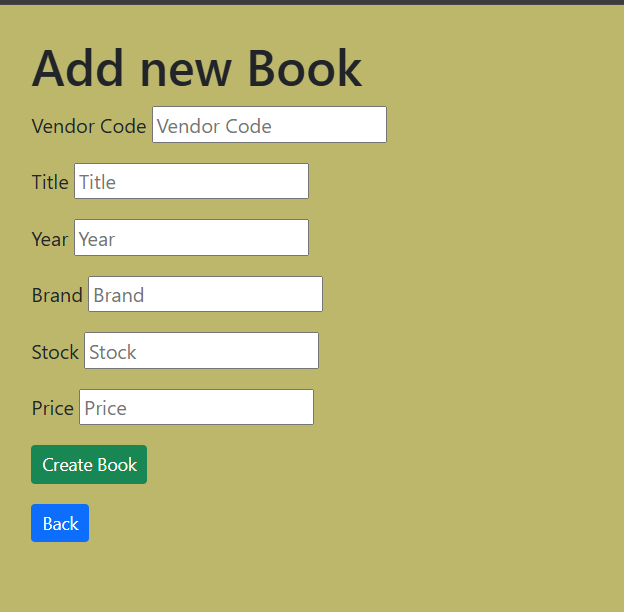 Add new Book
Vendor Code Vendor Code
Title Title
Year Year
Brand Brand
Stock Stock
Price Price
Create Book
Back